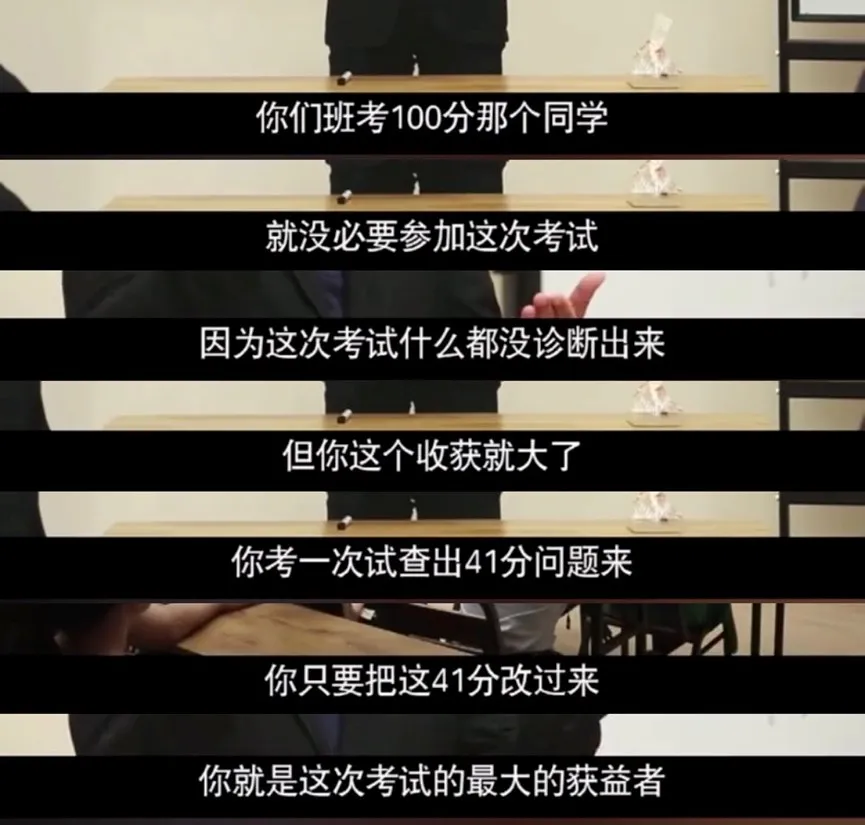 你们班考100分那个同学
就没必要参加这次考试
因为这次考试什么都没诊断出来
但你这个收获就大了
你考一次试查出41分问题来
你只要把这41分改过来
你就是这次考试的最大的获益者